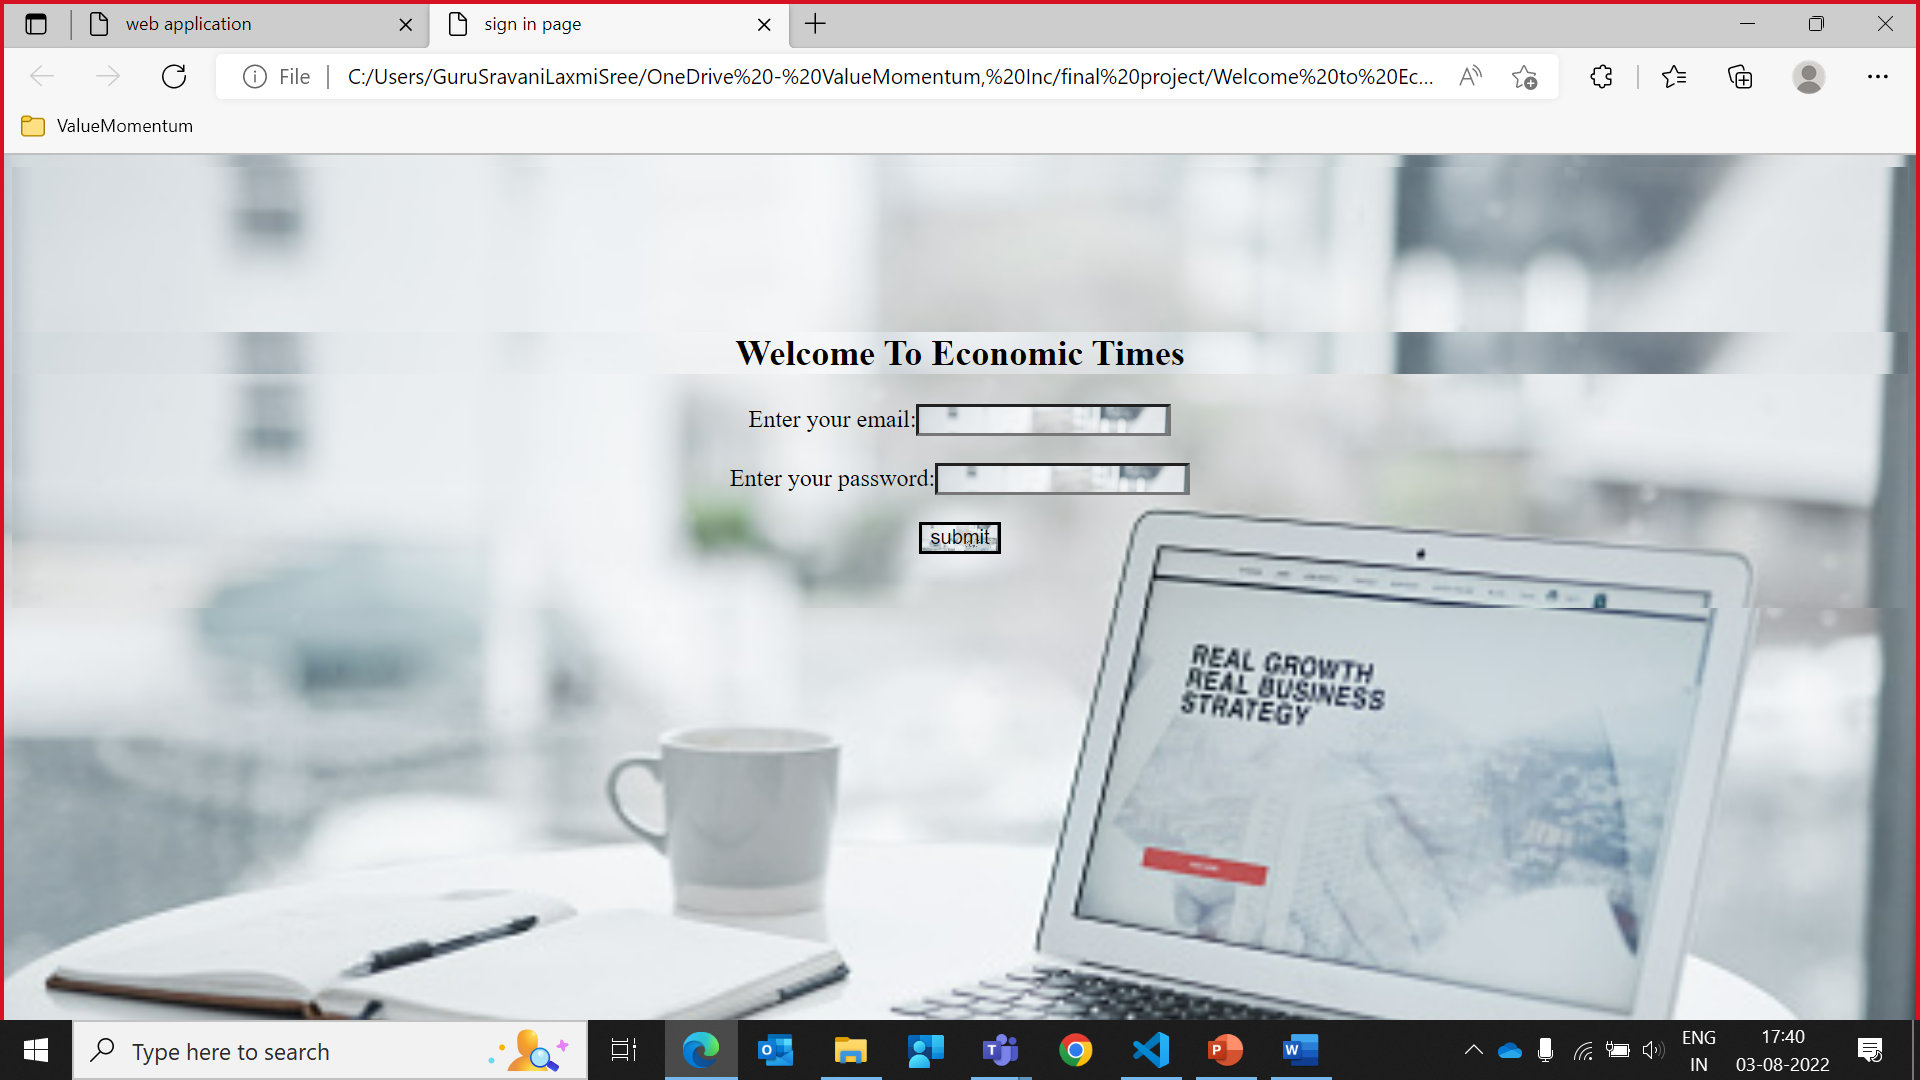 web application
sign in page
File
C:/Users/GuruSravaniLaxmiSree/OneDrive%20-%20ValueMomentum,%20Inc/final%20project/Welcome%20to%20Ec...
ValueMomentum
Welcome To Economic Times
Enter your email:
Enter your password:
submit
REAL GROWTH
REAL BUSINESS
STRATEGY
Type here to search
ENG
IN
17:40
03-08-2022